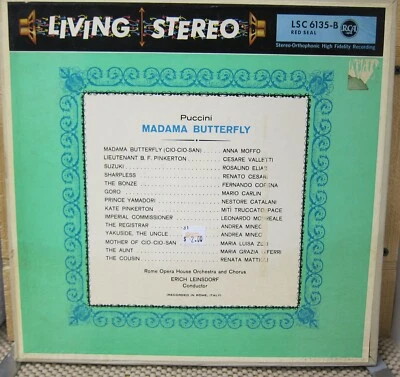 LIVING STEREO
LSC 6135-B RCA
RED SEAL
Stereo-Orthophonic High Fidelity Recording
Puccini
MADAMA BUTTERFLY
MADAMA BUTTERFLY (CIO-CIO-SAN) ANNA MOFFO
LIEUTENANT B. F. PINKERTON CESARE VALLETTI
SUZUKI ROSALIND ELIAS
SHARPLESS RENATO CESARI
THE BONZE FERNANDO CORENA
GORO MARIO CARLIN
PRINCE YAMADORI NESTORE CATALANI
KATE PINKERTON MITI TRUCCATO PACE
IMPERIAL COMMISSIONER LEONARDO MONREALE
THE REGISTRAR ANDREA MINEO
YAKUSIDE, THE UNCLE ANDREA MINEO
MOTHER OF CIO-CIO-SAN MARIA LUISA
THE AUNT MARIA GRAZIA
THE COUSIN RENATA MATTIOLI
Rome Opera House Orchestra and Chorus
ERICH LEINSDORF
Conductor
(RECORDED IN ROME, ITALY)